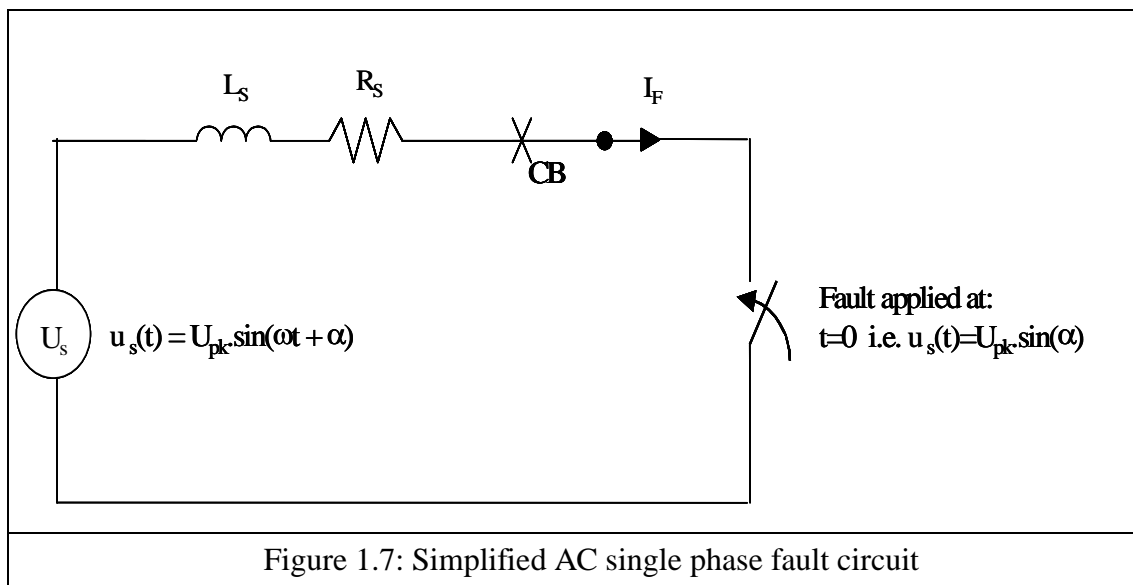 L_S
R_S
I_F
CB
U_s
u_s(t) = U_pk.sin(ωt + α)
Fault applied at:
t=0 i.e. u_s(t)=U_pk.sin(α)
Figure 1.7: Simplified AC single phase fault circuit